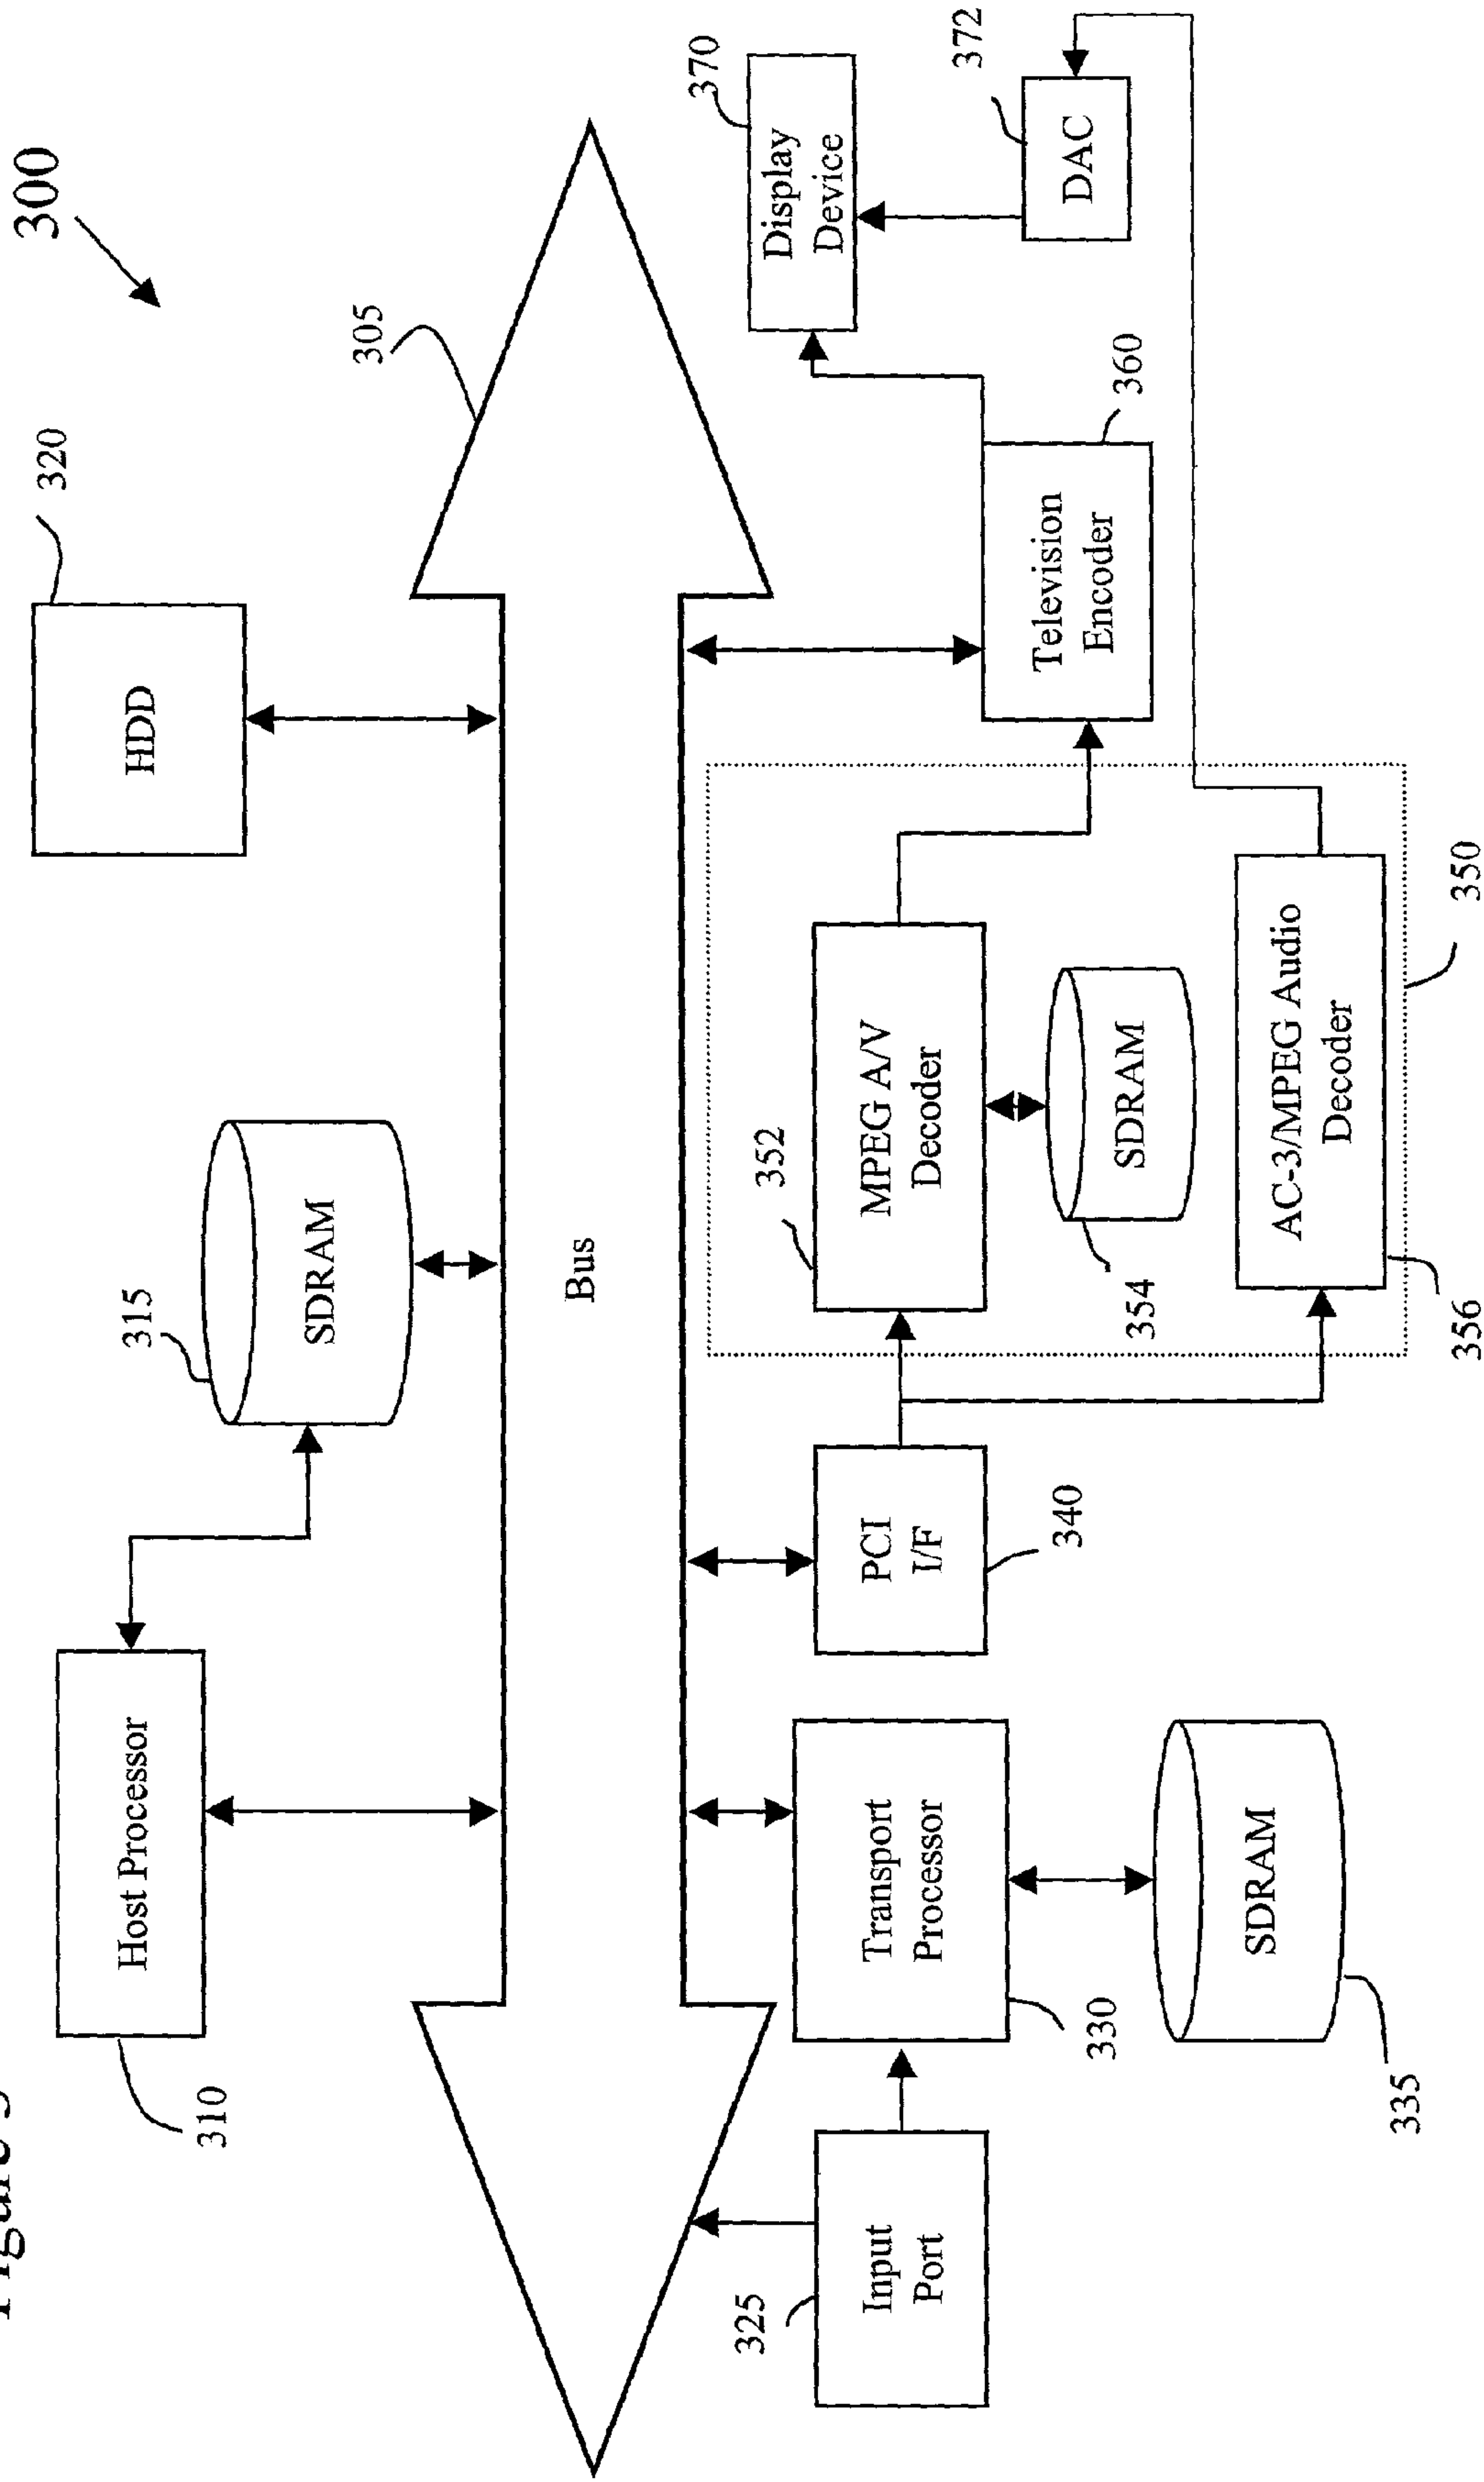 Figure 3
300
Host Processor
310
SDRAM
315
HDD
320
305
Bus
Input
Port
325
Transport
Processor
330
SDRAM
335
PCI
I/F
340
MPEG A/V
Decoder
352
SDRAM
354
AC-3/MPEG Audio
Decoder
356
350
Television
Encoder
360
Display
Device
370
DAC
372